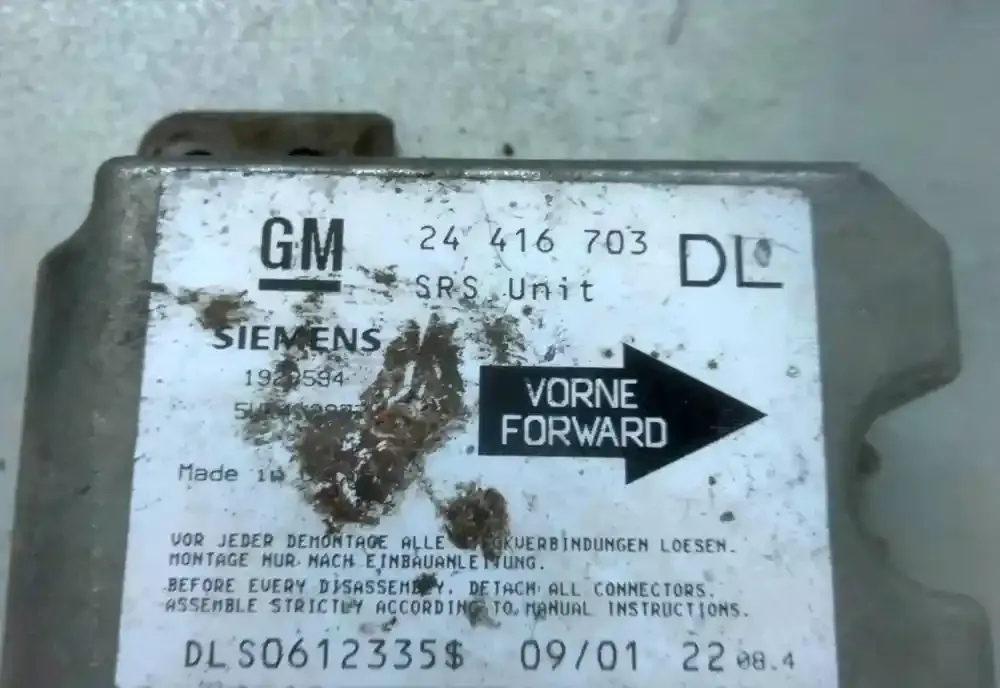 GM
24 416 703 DL
SRS Unit
SIEMENS
VORNE
FORWARD
Made in
VOR JEDER DEMONTAGE ALLE LOESEN.
MONTAGE NUR NACH EINBAUANLEITUNG.
BEFORE EVERY DISASSEMBLY, DETACH ALL CONNECTORS.
ASSEMBLE STRICTLY ACCORDING TO MANUAL INSTRUCTIONS.
DLS0612335$ 09/01 22 08.4